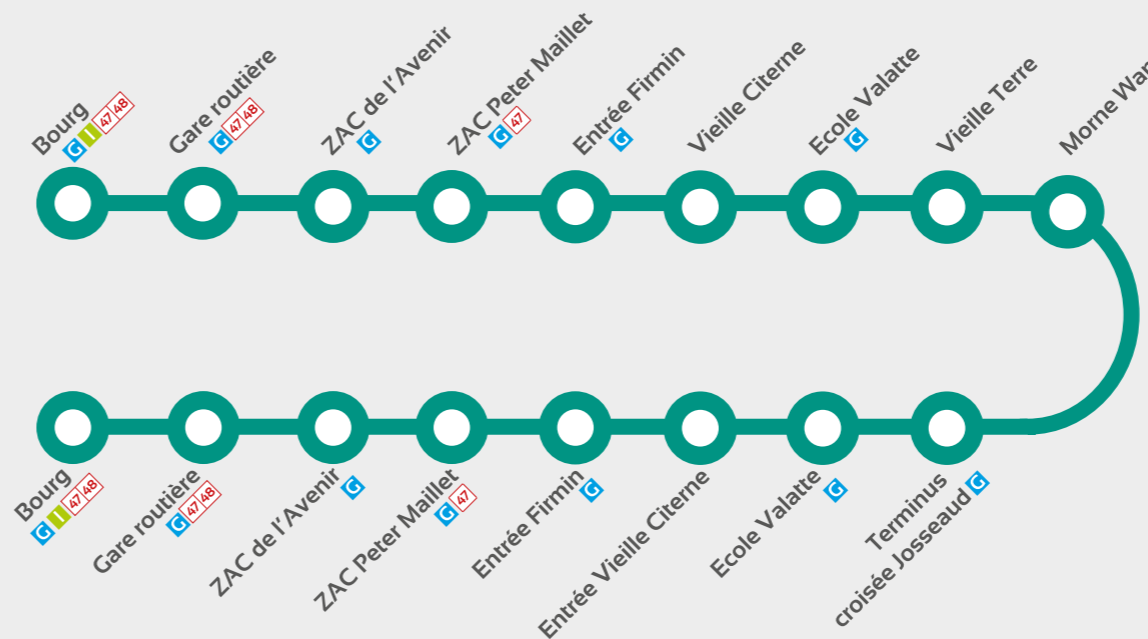 Bourg
G I 47 48
Gare routière
G 47 48
ZAC de l'Avenir
G
ZAC Peter Maillet
G 47
Entrée Firmin
G
Vieille Citerne
Ecole Valatte
G
Vieille Terre
Morne
Bourg
G I 47 48
Gare routière
G 47 48
ZAC de l'Avenir
G
ZAC Peter Maillet
G 47
Entrée Firmin
G
Entrée Vieille Citerne
Ecole Valatte
G
Terminus
croisée Josseaud G